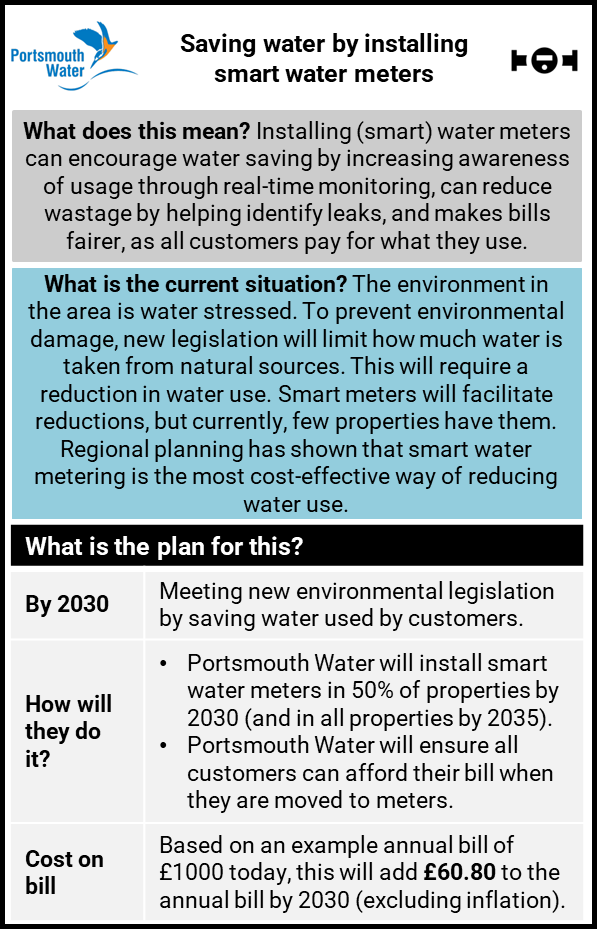 Portsmouth
Water
Saving water by installing
smart water meters
What does this mean? Installing (smart) water meters
can encourage water saving by increasing awareness
of usage through real-time monitoring, can reduce
wastage by helping identify leaks, and makes bills
fairer, as all customers pay for what they use.
What is the current situation? The environment in
the area is water stressed. To prevent environmental
damage, new legislation will limit how much water is
taken from natural sources. This will require a
reduction in water use. Smart meters will facilitate
reductions, but currently, few properties have them.
Regional planning has shown that smart water
metering is the most cost-effective way of reducing
water use.
What is the plan for this?
By 2030
Meeting new environmental legislation
by saving water used by customers.
How will
they do
it?
• Portsmouth Water will install smart
water meters in 50% of properties by
2030 (and in all properties by 2035).
• Portsmouth Water will ensure all
customers can afford their bill when
they are moved to meters.
Cost on
bill
Based on an example annual bill of
£1000 today, this will add £60.80 to the
annual bill by 2030 (excluding inflation).